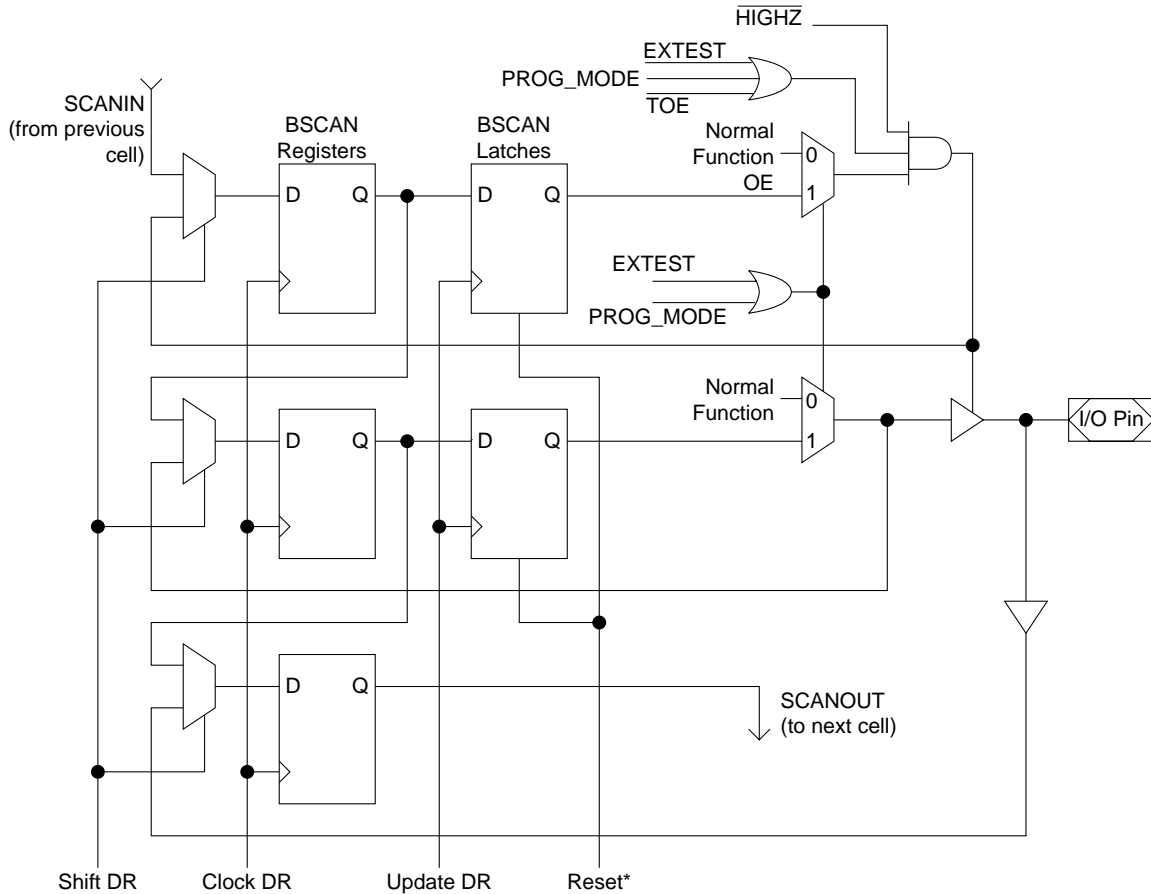 HIGHZ
EXTEST
PROG_MODE
TOE
SCANIN
(from previous
cell)
BSCAN
Registers
BSCAN
Latches
Normal
Function
OE
0
1
D Q
D Q
EXTEST
PROG_MODE
Normal
Function
0
1
D Q
D Q
I/O Pin
D Q
SCANOUT
(to next cell)
Shift DR
Clock DR
Update DR
Reset*